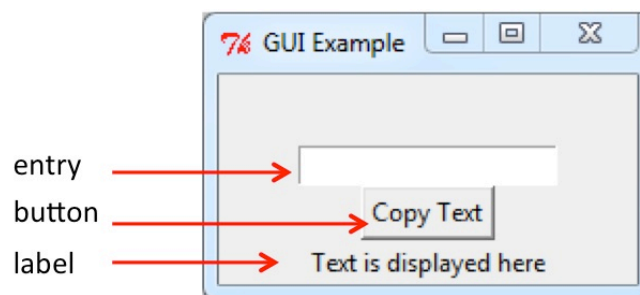 GUI Example
entry
button
Copy Text
label
Text is displayed here